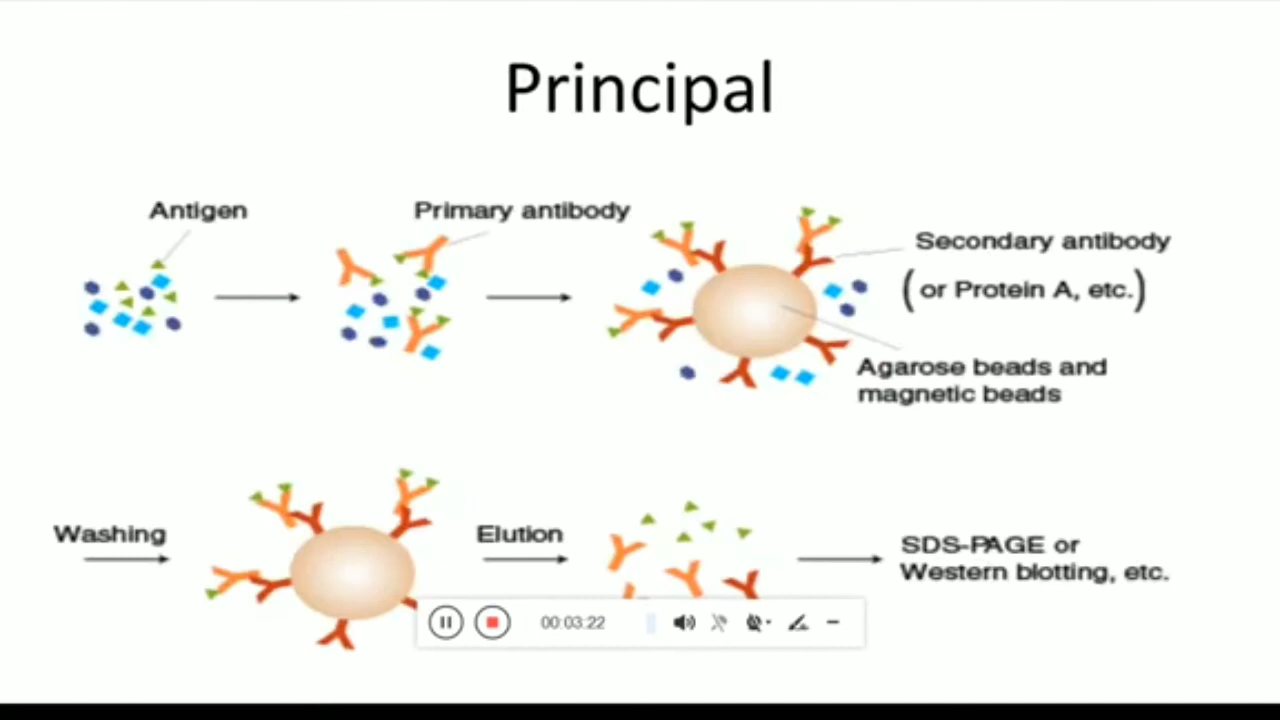 Principal
Antigen
Primary antibody
Secondary antibody
(or Protein A, etc.)
Agarose beads and
magnetic beads
Washing
Elution
SDS-PAGE or
Western blotting, etc.
00:03:22